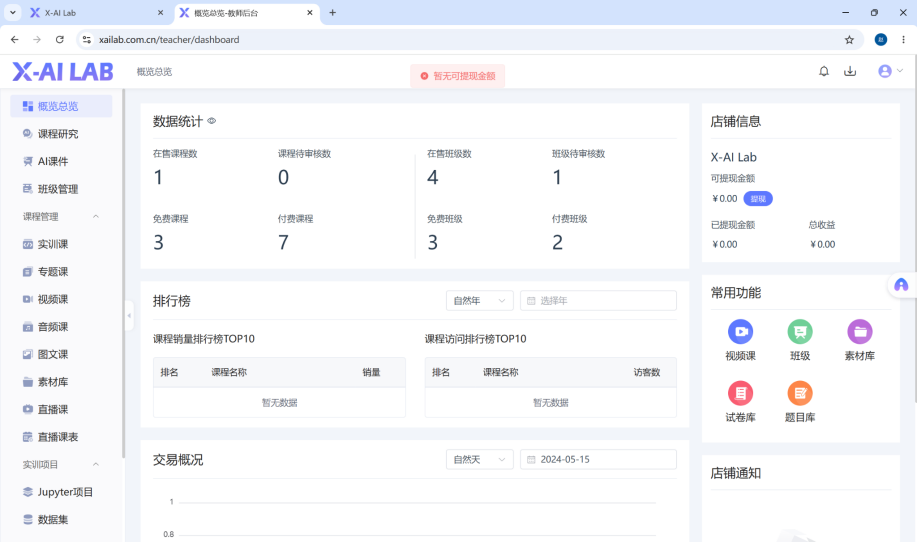 X-AI Lab
概览总览-教师后台
xailab.com.cn/teacher/dashboard
X-AI LAB
概览总览
暂无可提现金额
概览总览
课程研究
AI课件
班级管理
课程管理
实训课
专题课
视频课
音频课
图文课
素材库
直播课
直播课表
实训项目
Jupyter项目
数据集
数据统计
在售课程数 课程待审核数 在售班级数 班级待审核数
1 0 4 1
免费课程 付费课程 免费班级 付费班级
3 7 3 2
排行榜 自然年 选择年
课程销量排行榜TOP10 课程访问排行榜TOP10
排名 课程名称 销量 排名 课程名称 访客数
暂无数据 暂无数据
交易概况 自然天 2024-05-15
1
0.8
店铺信息
X-AI Lab
可提现金额
¥0.00 提现
已提现金额 总收益
¥0.00 ¥0.00
常用功能
视频课 班级 素材库
试卷库 题目库
店铺通知